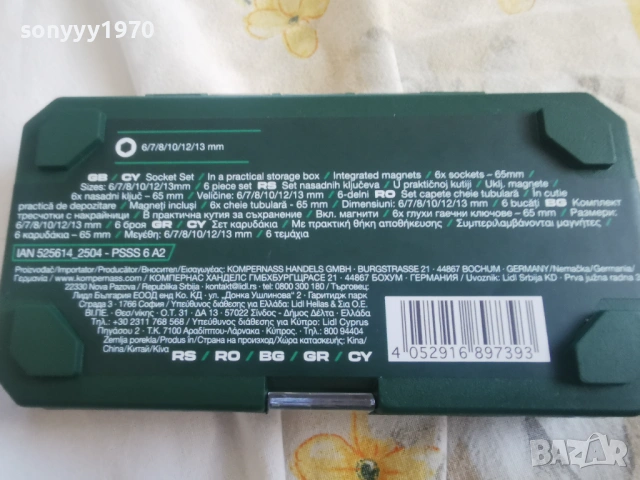 sonyyy1970
6/7/8/10/12/13 mm
GB / CY Socket Set / In a practical storage box / Integrated magnets / 6x sockets – 65mm /
Sizes: 6/7/8/10/12/13mm / 6 piece set RS Set nasadnih ključeva / U praktičnoj kutiji / Uklj. magnete
6x nasadni ključ – 65 mm / Veličine: 6/7/8/10/12/13 mm / 6-delni / RO Set capete cheie tubulară / În cutie
practică de depozitare / Magneți incluși / 6x cheie tubulară – 65 mm / Dimensiuni: 6/7/8/10/12/13 mm / 6 bucăți / BG Комплект
тресчотки с накрайници / В практична кутия за съхранение / Вкл. магнити / 6x глухи гаечни ключове – 65 mm / Размери:
6/7/8/10/12/13 mm / 6 броя GR / CY Σετ καρυδάκια / Με πρακτική θήκη αποθήκευσης / Συμπεριλαμβάνονται μαγνήτες
/ 6 καρυδάκια – 65 mm / Μεγέθη: 6/7/8/10/12/13 mm / 6 τεμάχια
IAN 525614_2504 - PSSS 6 A2
Proizvođač/Importator/Producător/Вносител/Εισαγωγέας: KOMPERNASS HANDELS GMBH · BURGSTRASSE 21 · 44867 BOCHUM · GERMANY/Nemačka/Germania/
Германия/Γερμανία / www.kompernass.com / КОМПЕРНАС ХАНДЕЛС ГМБХ БУРГЩРАСЕ 21 · 44867 БОХУМ · ГЕРМАНИЯ / Uvoznik: Lidl Srbija KD · Prva južna radna 3
22330 Nova Pazova / Republika Srbija · kontakt@lidl.rs / tel.: 0800 300 180 / Търговец:
Лидл България ЕООД енд Ко. КД · ул. "Донка Ушлинова" 2 · Гаритидж парк
Сграда 3 · 1766 София / Υπεύθυνος διάθεσης για Ελλάδα: Lidl Hellas & Σια Ο.Ε.
ΒΙ.ΠΕ. · Θεσ/νίκης · Ο.Τ. 31 · ΔΑ 13 · 57022 Σίνδος · Δήμος Δέλτα · Ελλάδα
Τηλ.: +30 2311 768 568 / Υπεύθυνος διάθεσης για Κύπρο: Lidl Cyprus
Πηγάσου 2 · Τ.Κ. 7100 Αραδίππου-Λάρνακα · Κύπρος / Τηλ.: 800 94404
Zemlja porekla/Produs în/Страна на произход/Χώρα κατασκευής: Kina/
China/Китай/Κίνα
RS / RO / BG / GR / CY
4 052916 897393
BAZAR